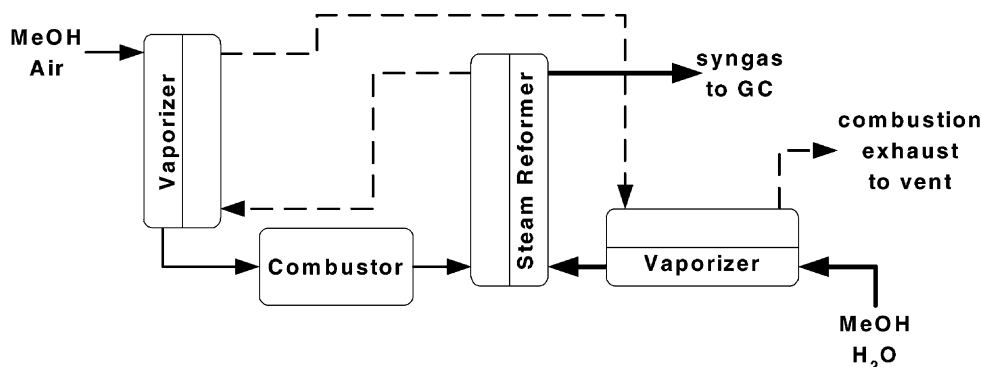 MeOH
Air
Vaporizer
Combustor
Steam Reformer
syngas
to GC
combustion
exhaust
to vent
Vaporizer
MeOH
H₂O